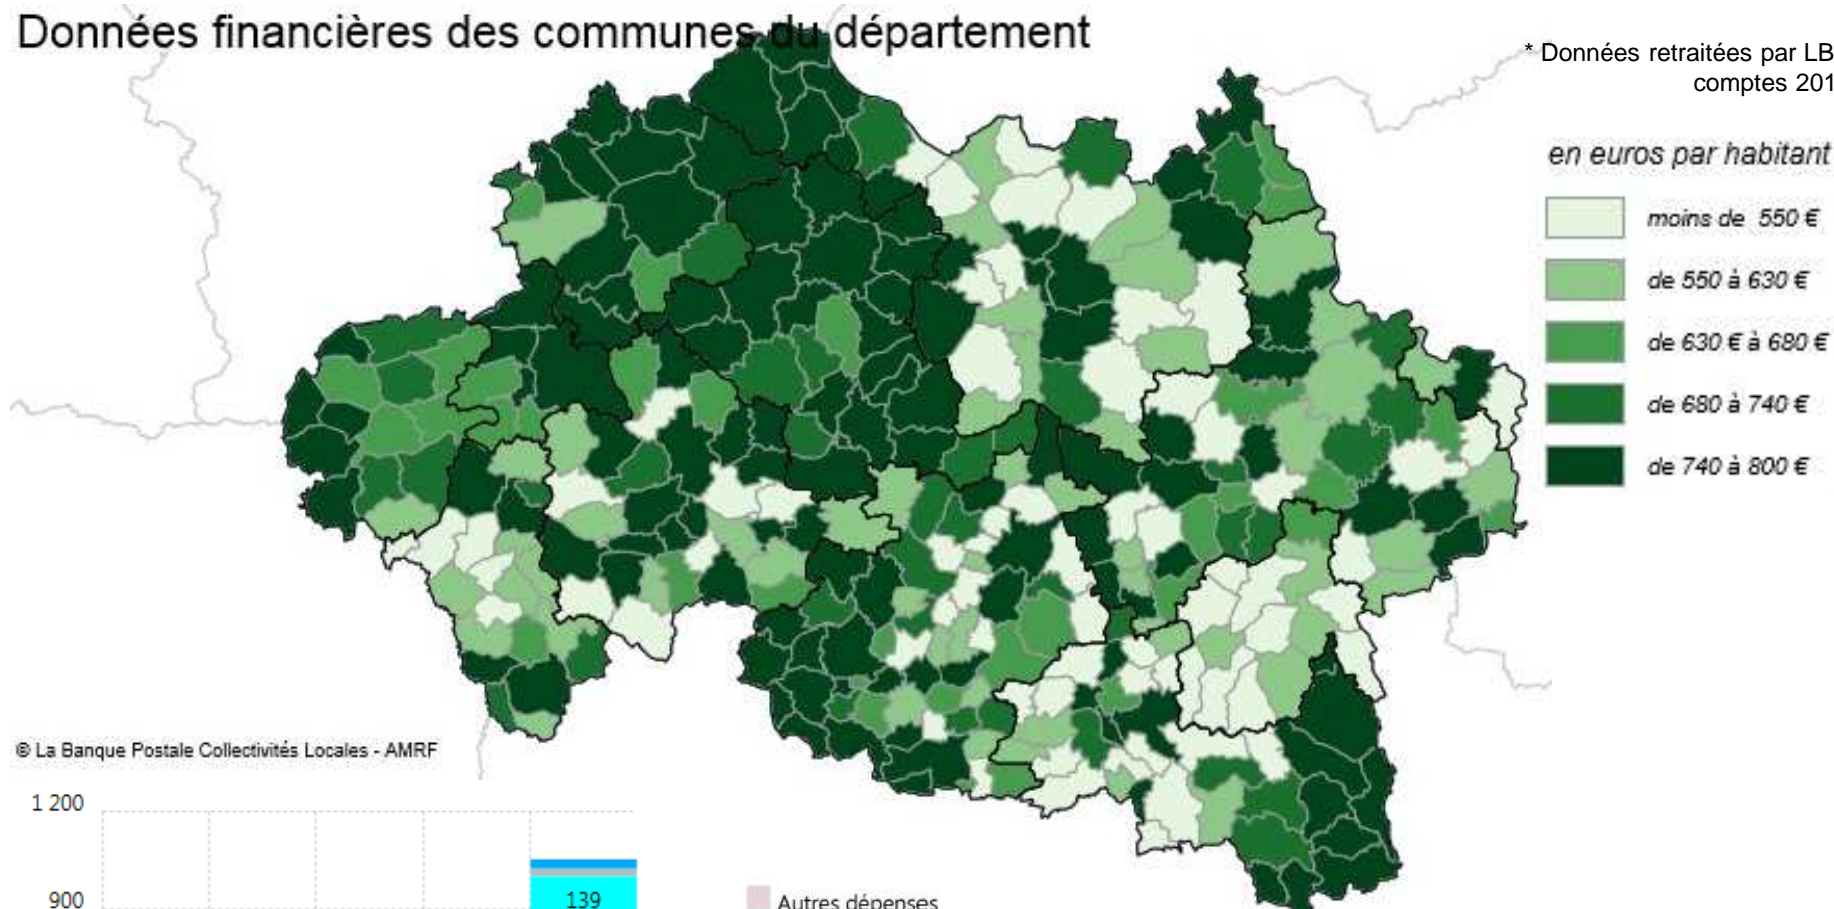 Données financières des communes du département
* Données retraitées par LB
comptes 201
en euros par habitant
moins de 550 €
de 550 à 630 €
de 630 € à 680 €
de 680 à 740 €
de 740 à 800 €
© La Banque Postale Collectivités Locales - AMRF
1 200
900
139
Autres dépenses